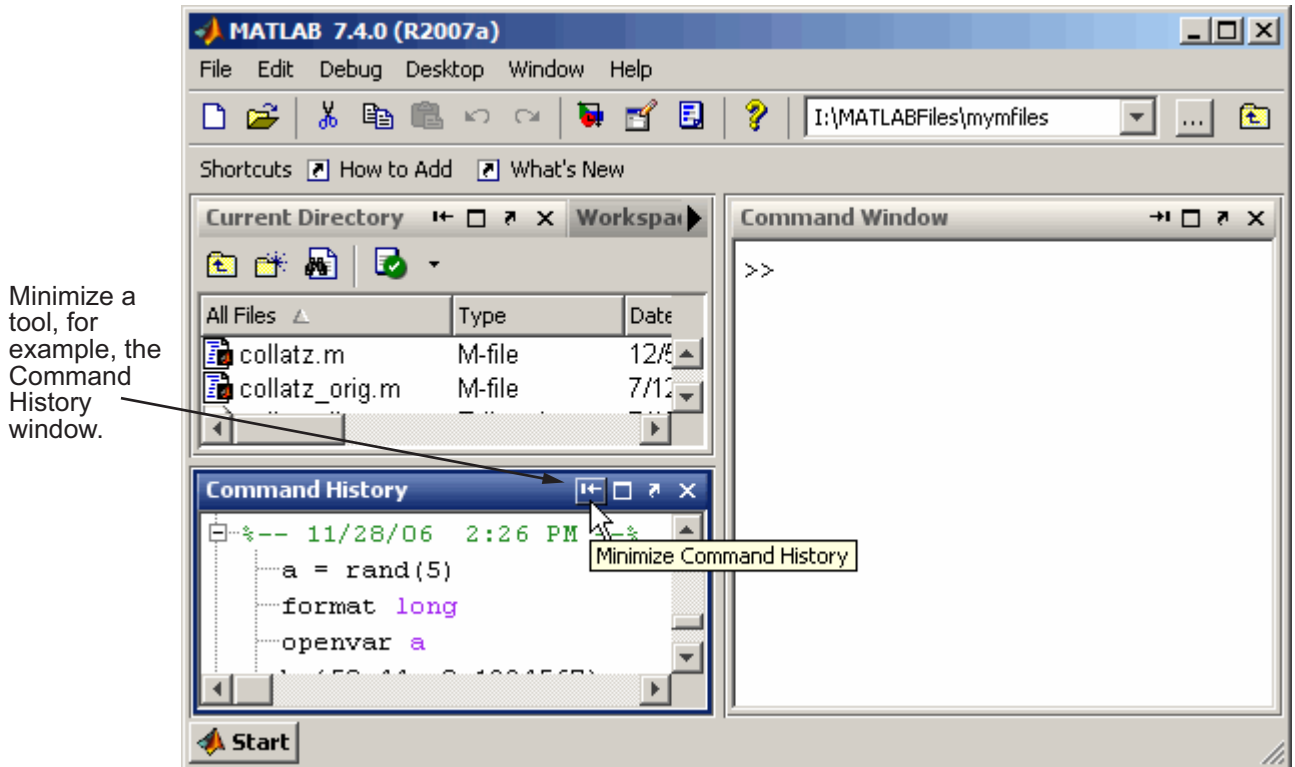 MATLAB 7.4.0 (R2007a)
File Edit Debug Desktop Window Help
I:\MATLABFiles\mymfiles
...
Shortcuts How to Add What's New
Current Directory
Command Window
>>
All Files Type
collatz.m M-file
collatz_orig.m M-file
Minimize a
tool, for
example, the
Command
History
window.
Command History
%-- 11/28/06 2:26 PM
Minimize Command History
a = rand(5)
format long
openvar a
Start